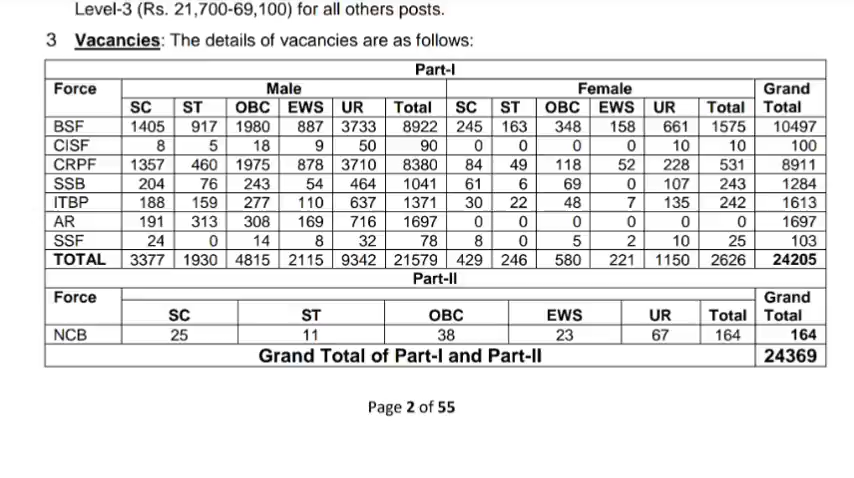 Level-3 (Rs. 21,700-69,100) for all others posts.
3 Vacancies: The details of vacancies are as follows:
Part-I
Force Male Female Grand
SC ST OBC EWS UR Total SC ST OBC EWS UR Total Total
BSF 1405 917 1980 887 3733 8922 245 163 348 158 661 1575 10497
CISF 8 5 18 9 50 90 0 0 0 0 10 10 100
CRPF 1357 460 1975 878 3710 8380 84 49 118 52 228 531 8911
SSB 204 76 243 54 464 1041 61 6 69 0 107 243 1284
ITBP 188 159 277 110 637 1371 30 22 48 7 135 242 1613
AR 191 313 308 169 716 1697 0 0 0 0 0 0 1697
SSF 24 0 14 8 32 78 8 0 5 2 10 25 103
TOTAL 3377 1930 4815 2115 9342 21579 429 246 580 221 1150 2626 24205
Part-II
Force Grand
SC ST OBC EWS UR Total Total
NCB 25 11 38 23 67 164 164
Grand Total of Part-I and Part-II 24369
Page 2 of 55